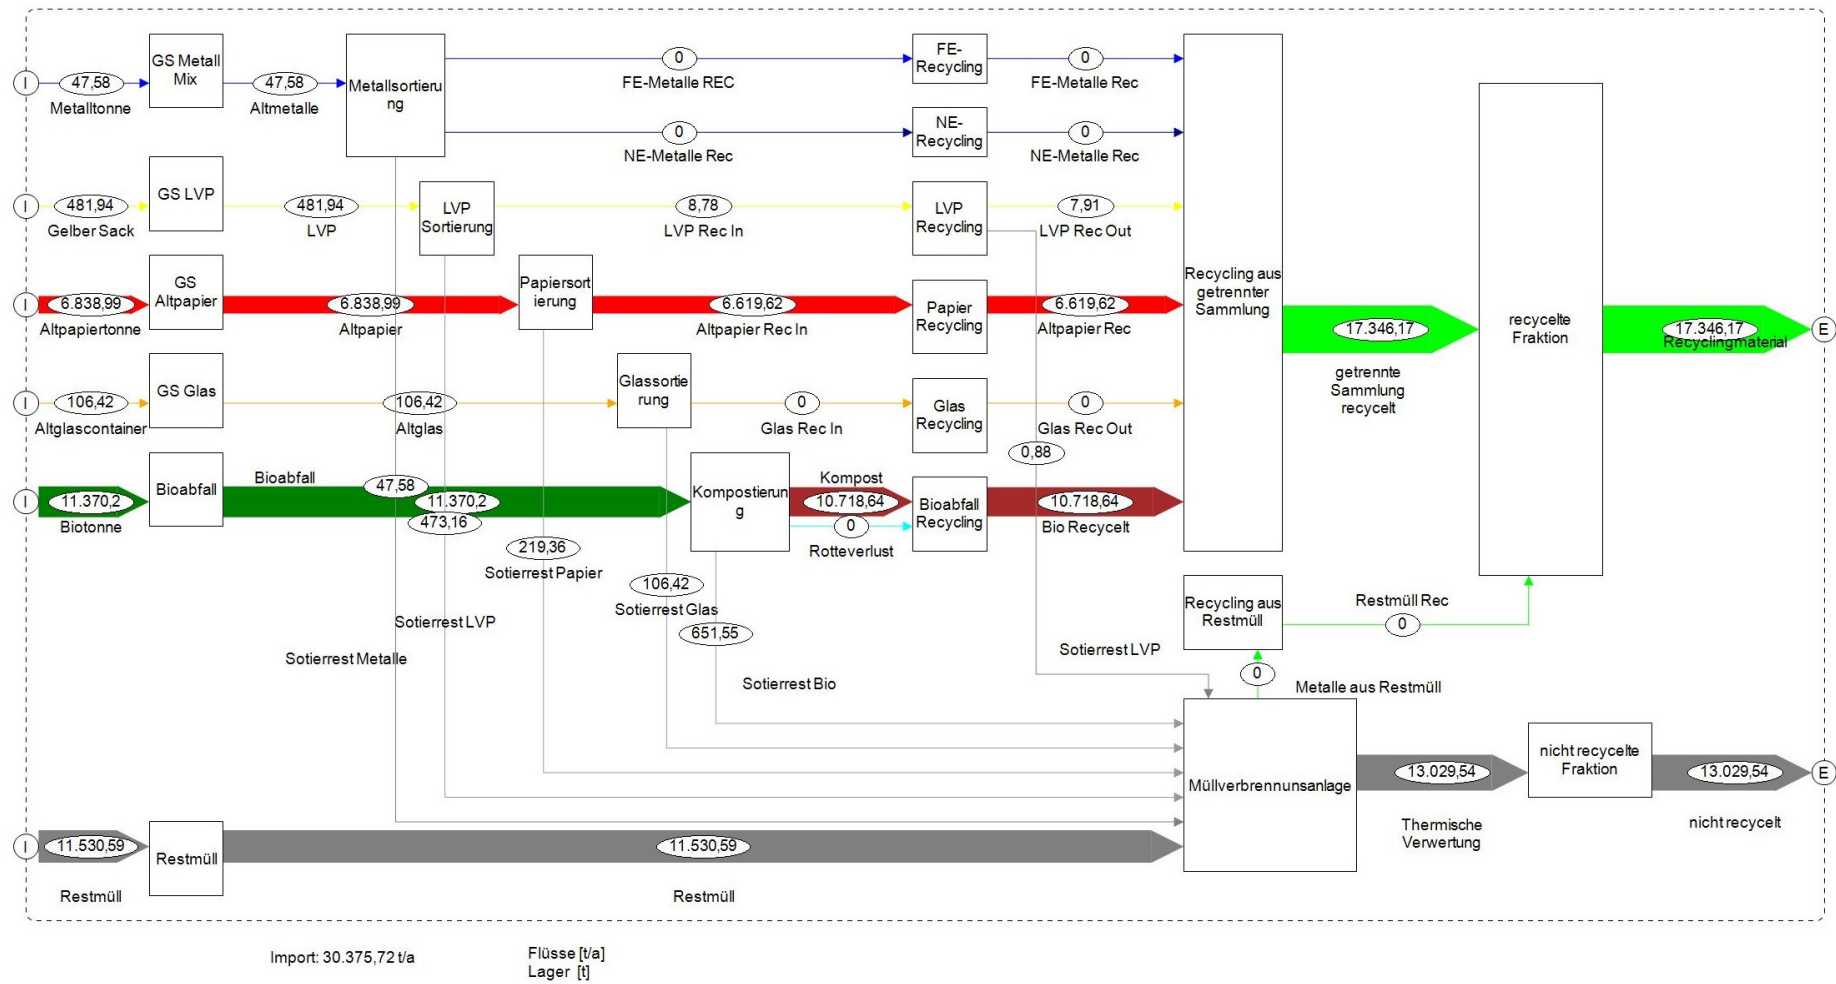 GS Metall
Mix
Metallsortieru
ng
I
47,58
Metalltonne
47,58
Altmetalle
0
FE-Metalle REC
FE-
Recycling
0
FE-Metalle Rec
0
NE-Metalle Rec
NE-
Recycling
0
NE-Metalle Rec
I
481,94
Gelber Sack
GS LVP
481,94
LVP
LVP
Sortierung
8,78
LVP Rec In
LVP
Recycling
7,91
LVP Rec Out
I
6.838,99
Altpapiertonne
GS
Altpapier
6.838,99
Altpapier
Papiersort
ierung
6.619,62
Altpapier Rec In
Papier
Recycling
6.619,62
Altpapier Rec
Recycling aus
getrennter
Sammlung
17.346,17
getrennte
Sammlung
recycelt
recycelte
Fraktion
17.346,17
Recyclingmaterial
E
I
106,42
Altglascontainer
GS Glas
106,42
Altglas
Glassortie
rung
0
Glas Rec In
Glas
Recycling
0
Glas Rec Out
0,88
I
11.370,2
Biotonne
Bioabfall
Bioabfall
47,58
11.370,2
473,16
Kompostierun
g
Kompost
10.718,64
0
Rotteverlust
Bioabfall
Recycling
10.718,64
Bio Recycelt
219,36
Sotierrest Papier
106,42
Sotierrest Glas
651,55
Sotierrest LVP
Sotierrest Metalle
Sotierrest Bio
Sotierrest LVP
Recycling aus
Restmüll
Restmüll Rec
0
0
Metalle aus Restmüll
Müllverbrennunsanlage
13.029,54
Thermische
Verwertung
nicht recycelte
Fraktion
13.029,54
nicht recycelt
E
I
11.530,59
Restmüll
Restmüll
11.530,59
Restmüll
Import: 30.375,72 t/a
Flüsse [t/a]
Lager [t]